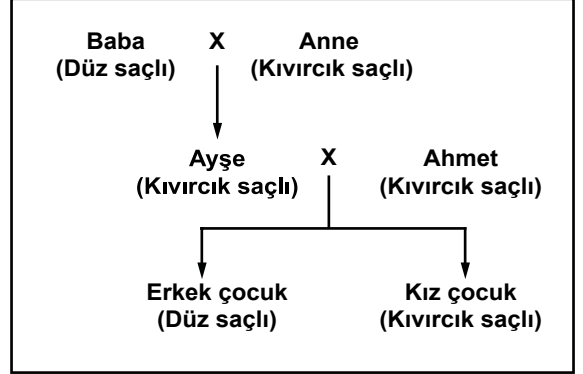 Baba X Anne
(Düz saçlı) (Kıvırcık saçlı)
Ayşe X Ahmet
(Kıvırcık saçlı) (Kıvırcık saçlı)
Erkek çocuk Kız çocuk
(Düz saçlı) (Kıvırcık saçlı)